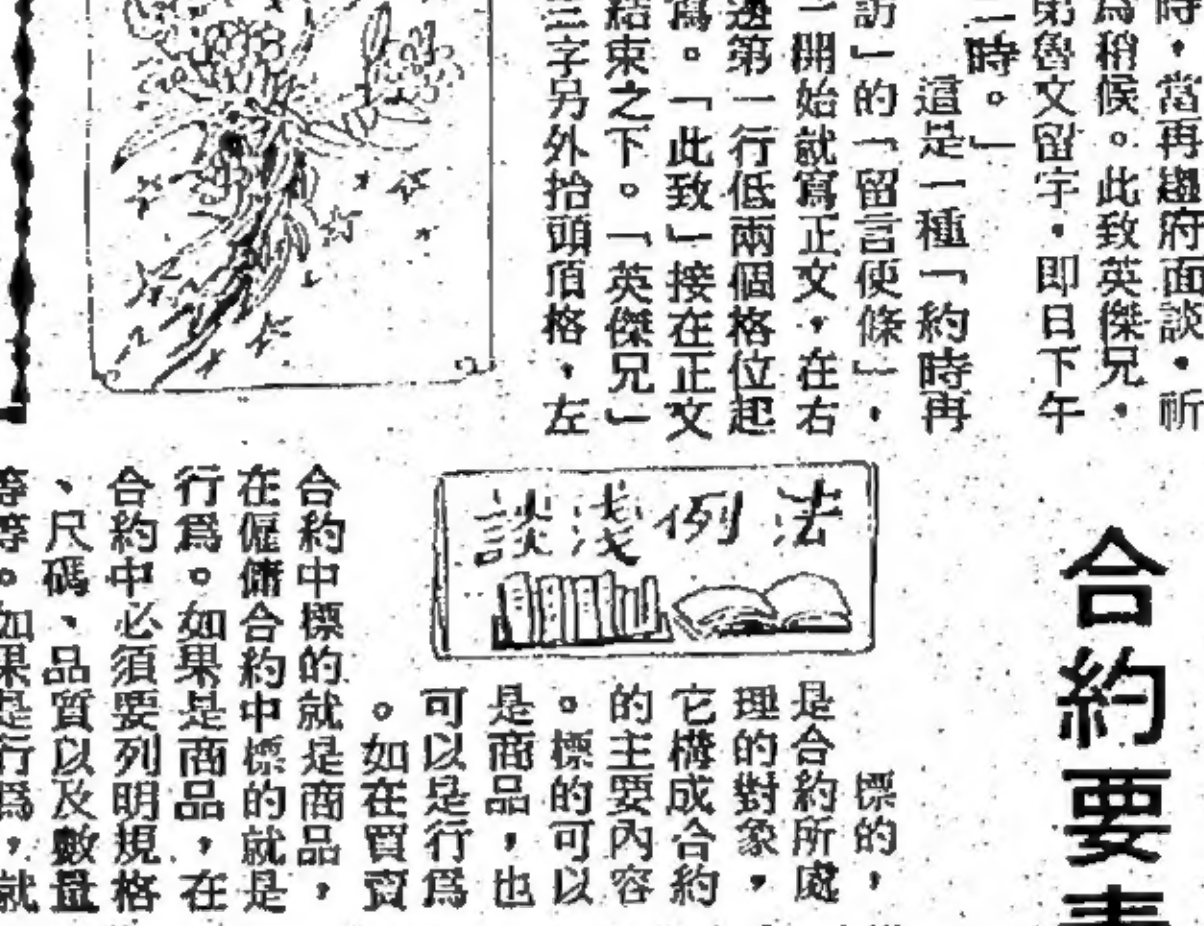 時，當再趨府面談。祈
為稍候。此致英傑兄。
弟魯文留字。即日下午
二時。」
這是一種「約時再
訪」的「留言便條」，
一開始就寫正文，在右
邊第一行低兩個格位起
寫。「此致」接在正文
結束之下。「英傑兄」
三字另外抬頭頂格，左
合約要素
法例淺談
標的，
是合約所處
理的對象，
它構成合約
的主要內容
。標的可以
是商品，也
可以是行爲
。如在買賣
合約中標的就是商品，
在僱傭合約中標的就是
行爲。如果是商品，在
合約中必須要列明規格
、尺碼、品質以及數量
等等。如果是行爲，就